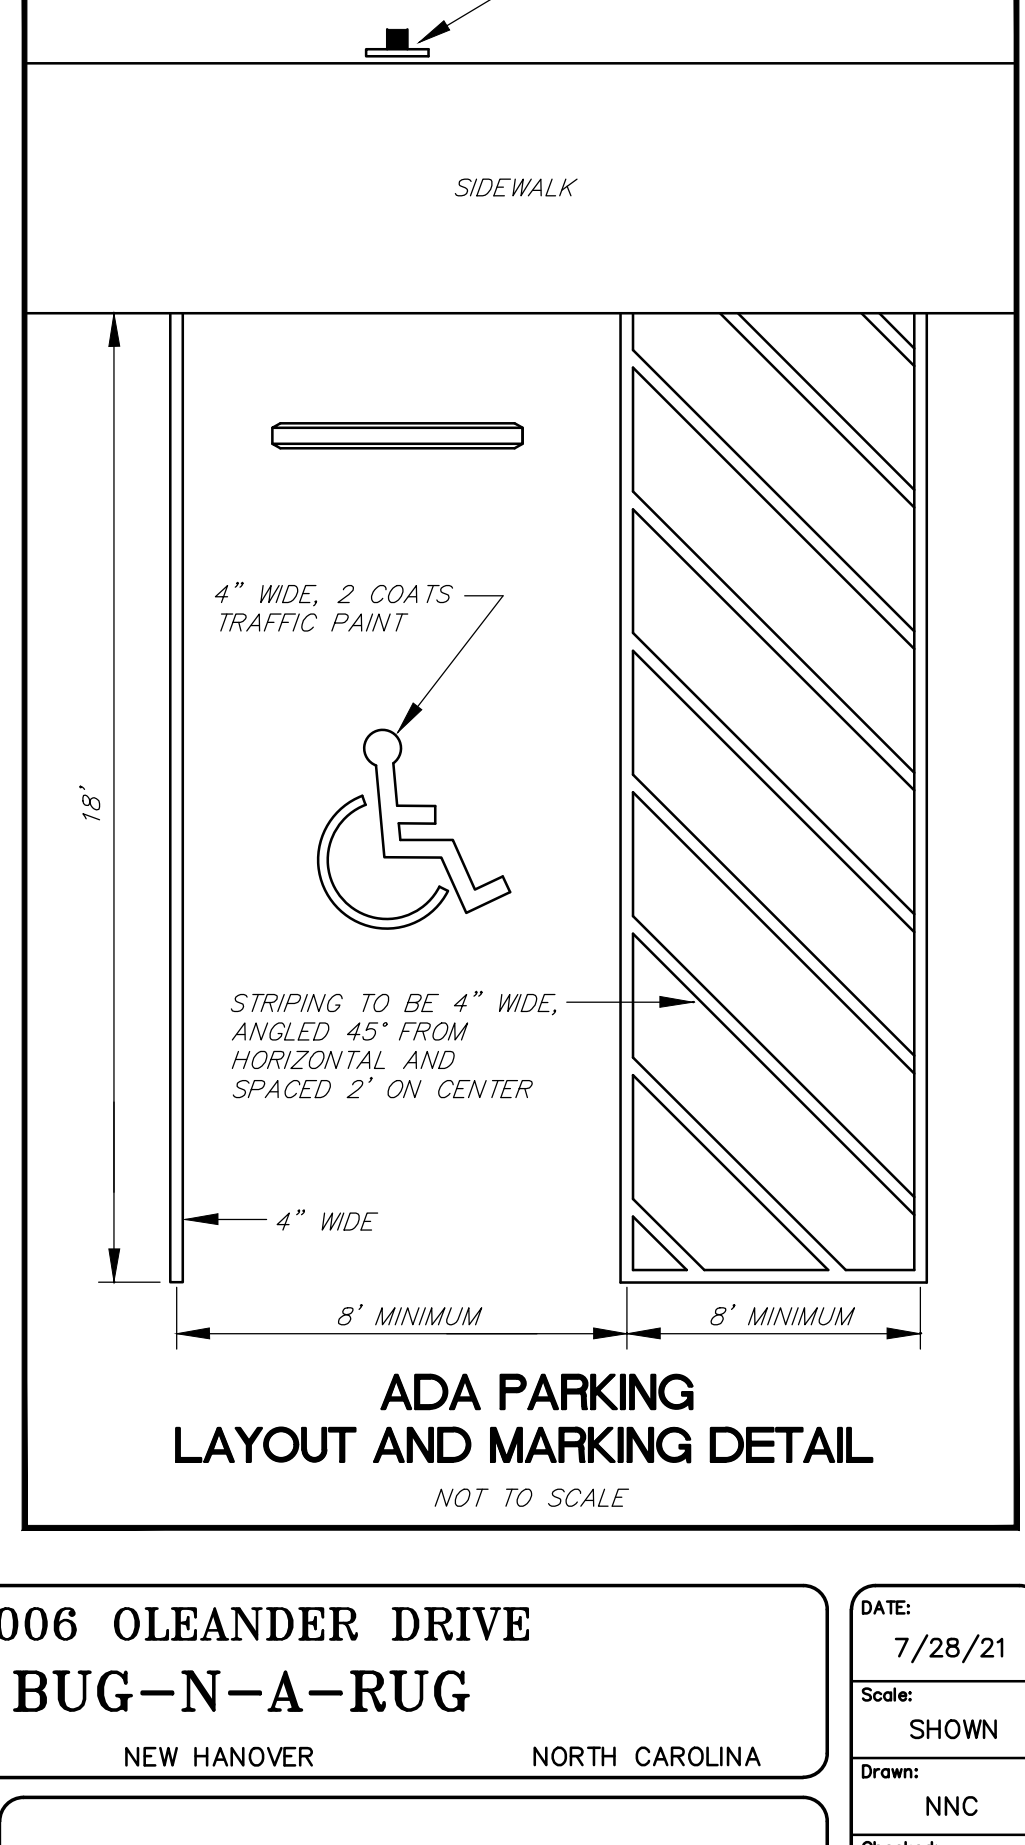 SIDEWALK
4" WIDE, 2 COATS
TRAFFIC PAINT
18'
STRIPING TO BE 4" WIDE,
ANGLED 45° FROM
HORIZONTAL AND
SPACED 2' ON CENTER
4" WIDE
8' MINIMUM
8' MINIMUM
ADA PARKING
LAYOUT AND MARKING DETAIL
NOT TO SCALE
006 OLEANDER DRIVE
BUG-N-A-RUG
NEW HANOVER
NORTH CAROLINA
DATE:
7/28/21
Scale:
SHOWN
Drawn:
NNC